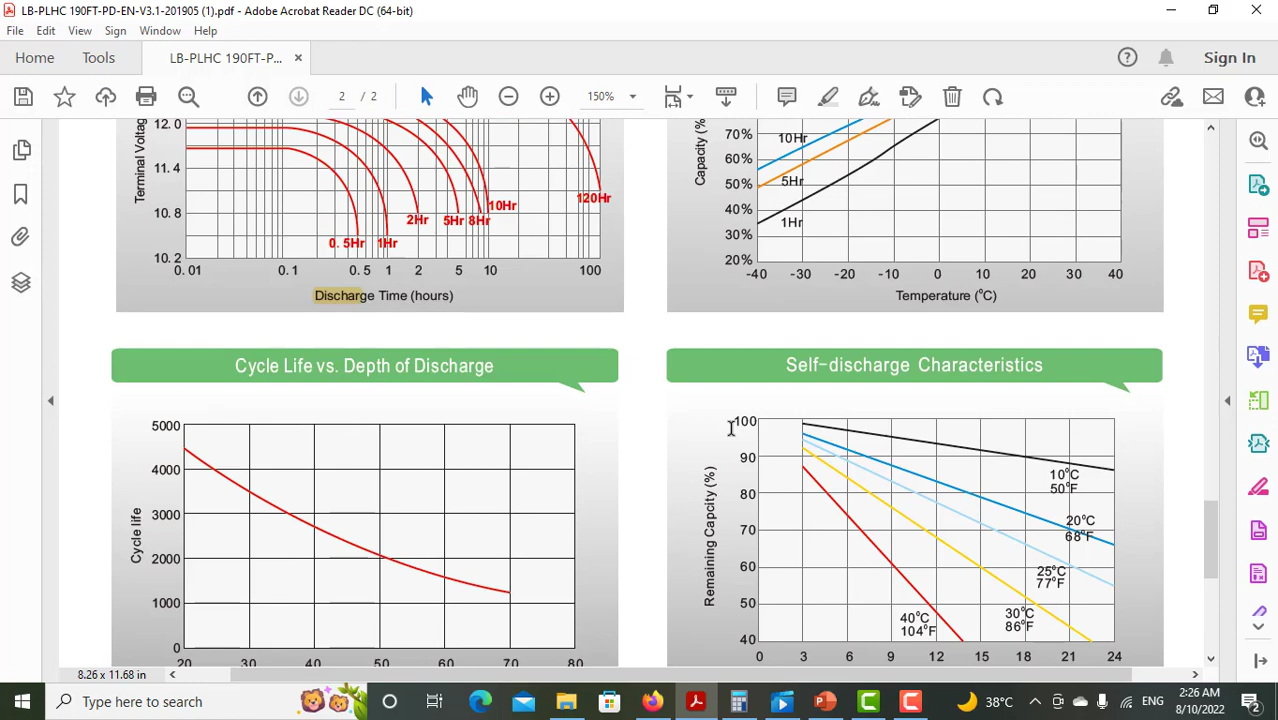 LB-PLHC 190FT-PD-EN-V3.1-201905 (1).pdf - Adobe Acrobat Reader DC (64-bit)
File Edit View Sign Window Help
Home Tools LB-PLHC 190FT-P... × Sign In
2 / 2 150%
Terminal Voltag
12.0
11.4
10.8
10.2
0.5Hr 1Hr 2Hr 5Hr 8Hr 10Hr 120Hr
0.01 0.1 0.5 1 2 5 10 100
Discharge Time (hours)
Capacity (%
70%
60%
50%
40%
30%
20%
10Hr
5Hr
1Hr
-40 -30 -20 -10 0 10 20 30 40
Temperature (°C)
Cycle Life vs. Depth of Discharge
Cycle life
5000
4000
3000
2000
1000
0
20 30 40 50 60 70 80
Self-discharge Characteristics
Remaining Capcity (%)
100
90
80
70
60
50
40
10°C
50°F
20°C
68°F
25°C
77°F
30°C
86°F
40°C
104°F
0 3 6 9 12 15 18 21 24
8.26 x 11.68 in
Type here to search
38°C ENG 2:26 AM
8/10/2022 2